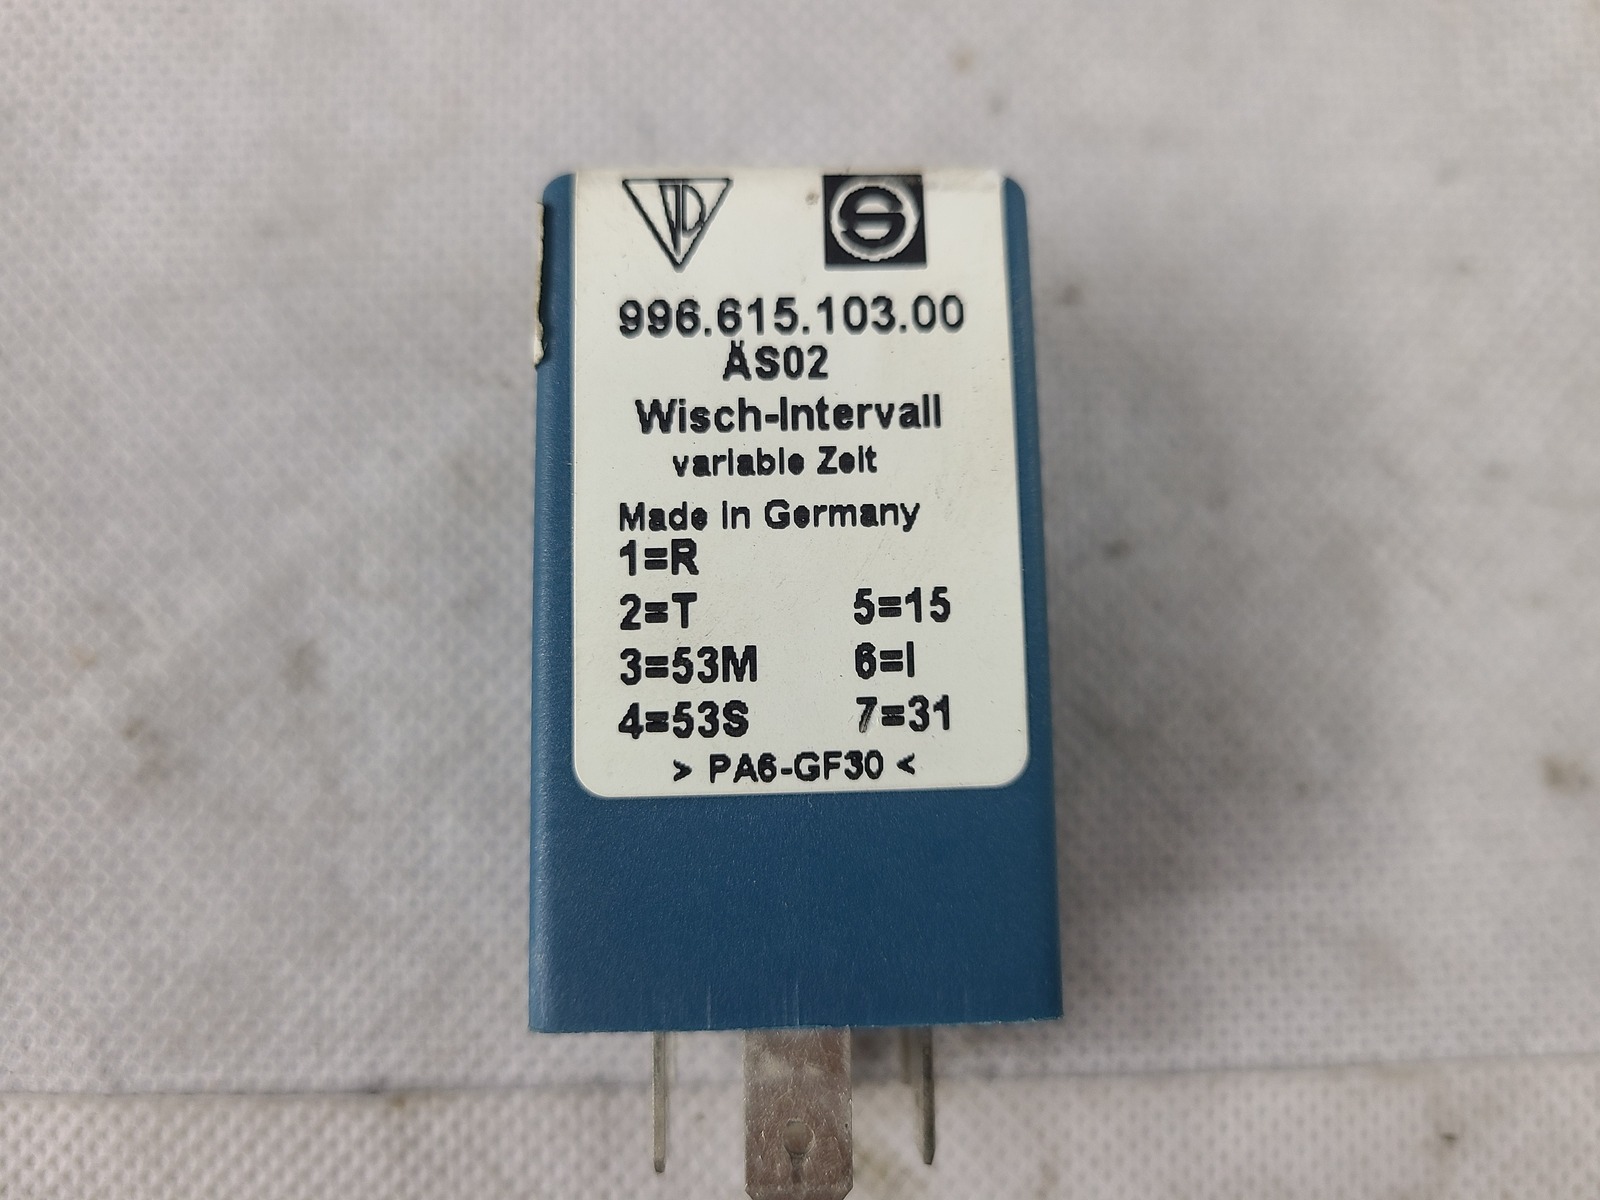 996.615.103.00
ÄS02
Wisch-Intervall
variable Zeit
Made in Germany
1=R
2=T 5=15
3=53M 6=I
4=53S 7=31
> PA6-GF30 <